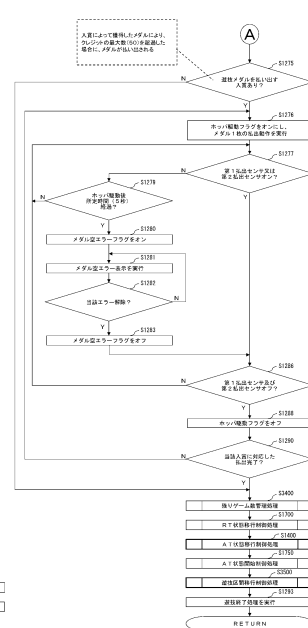 入賞によって獲得したメダルにより、
クレジットの最大数(50)を超過した
場合に、メダルが払い出される
A
S1275
遊技メダルを払い出す
入賞あり？
N
Y
S1276
ホッパ駆動フラグをオンにし、
メダル1枚の払出動作を実行
S1277
第1払出センサ又は
第2払出センサオン？
N
Y
S1278
ホッパ駆動後
所定時間(5秒)
経過？
N
Y
S1280
メダル空エラーフラグをオン
S1281
メダル空エラー表示を実行
S1282
当該エラー解除？
N
Y
S1283
メダル空エラーフラグをオフ
S1286
第1払出センサ及び
第2払出センサオフ？
N
Y
S1288
ホッパ駆動フラグをオフ
S1290
当該入賞に対応した
払出完了？
N
Y
S3400
残りゲーム数管理処理
S1700
RT状態移行制御処理
S1400
AT状態移行制御処理
S1750
AT状態開始制御処理
S3500
遊技区間移行制御処理
S1293
遊技終了処理を実行
RETURN